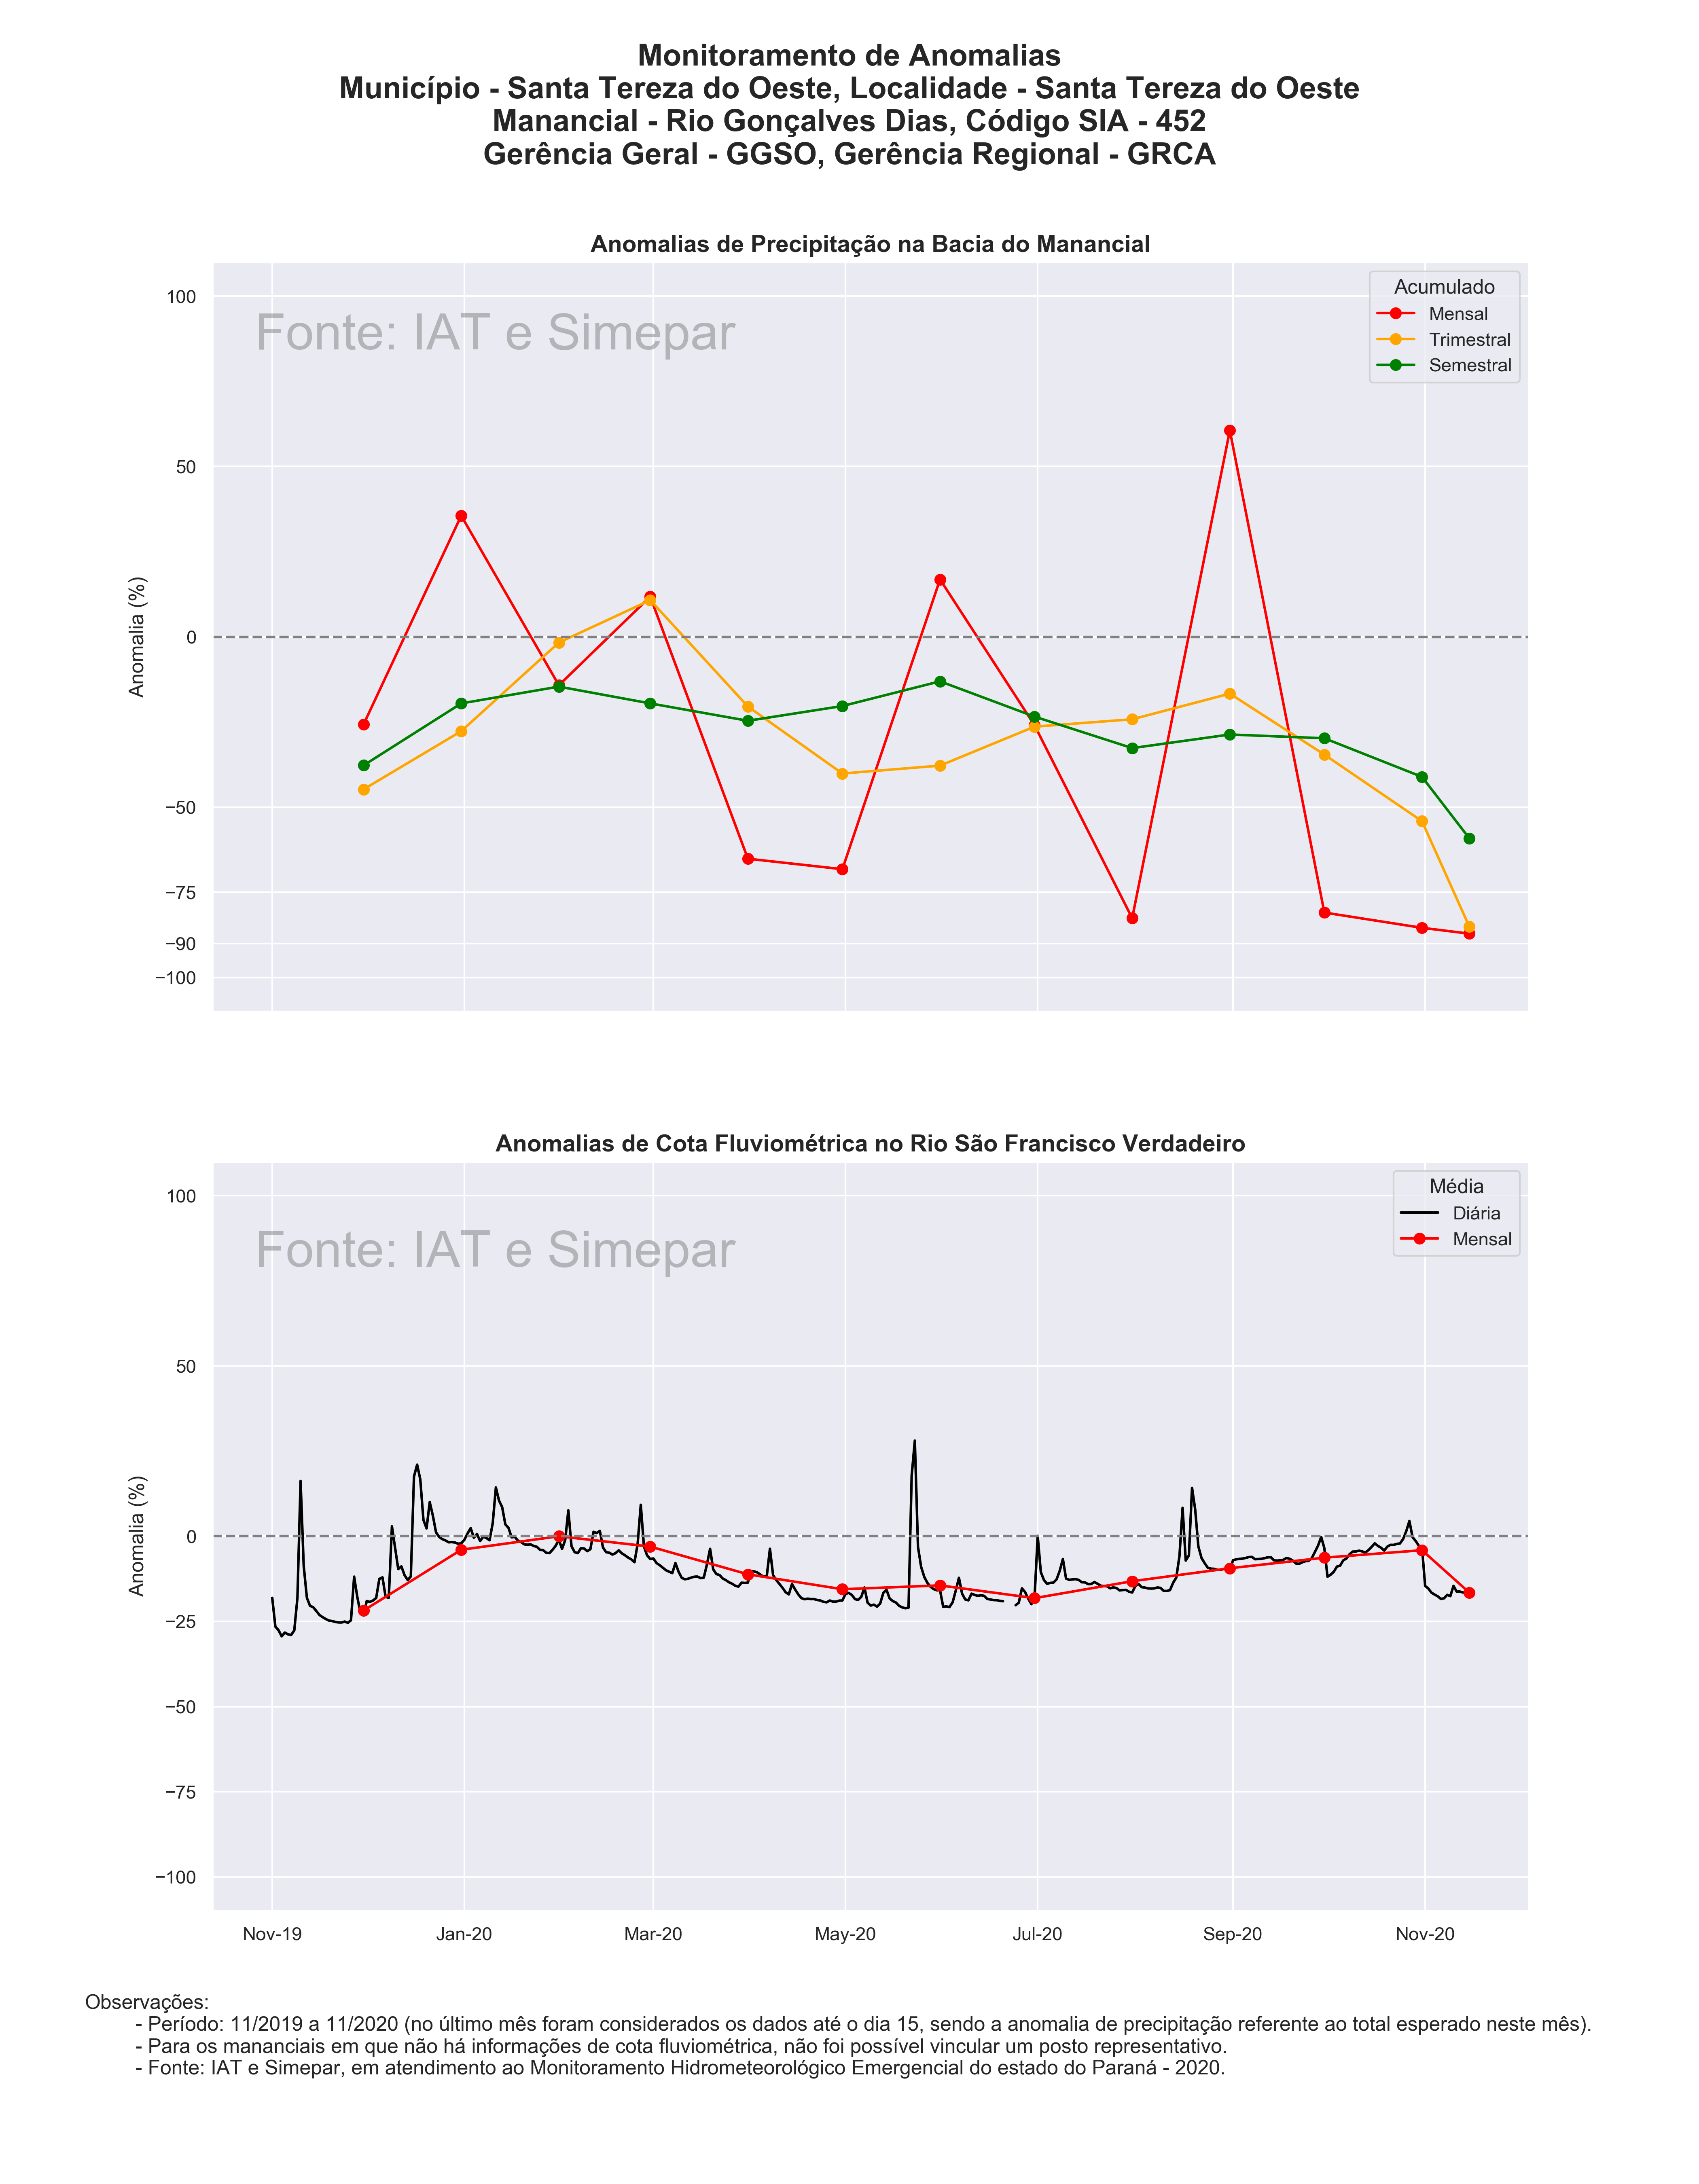 Monitoramento de Anomalias
Município - Santa Tereza do Oeste, Localidade - Santa Tereza do Oeste
Manancial - Rio Gonçalves Dias, Código SIA - 452
Gerência Geral - GGSO, Gerência Regional - GRCA
Anomalias de Precipitação na Bacia do Manancial
Fonte: IAT e Simepar
Acumulado
Mensal
Trimestral
Semestral
Anomalia (%)
100
50
0
−50
−75
−90
−100
Anomalias de Cota Fluviométrica no Rio São Francisco Verdadeiro
Fonte: IAT e Simepar
Média
Diária
Mensal
Anomalia (%)
100
50
0
−25
−50
−75
−100
Nov-19 Jan-20 Mar-20 May-20 Jul-20 Sep-20 Nov-20
Observações:
- Período: 11/2019 a 11/2020 (no último mês foram considerados os dados até o dia 15, sendo a anomalia de precipitação referente ao total esperado neste mês).
- Para os mananciais em que não há informações de cota fluviométrica, não foi possível vincular um posto representativo.
- Fonte: IAT e Simepar, em atendimento ao Monitoramento Hidrometeorológico Emergencial do estado do Paraná - 2020.